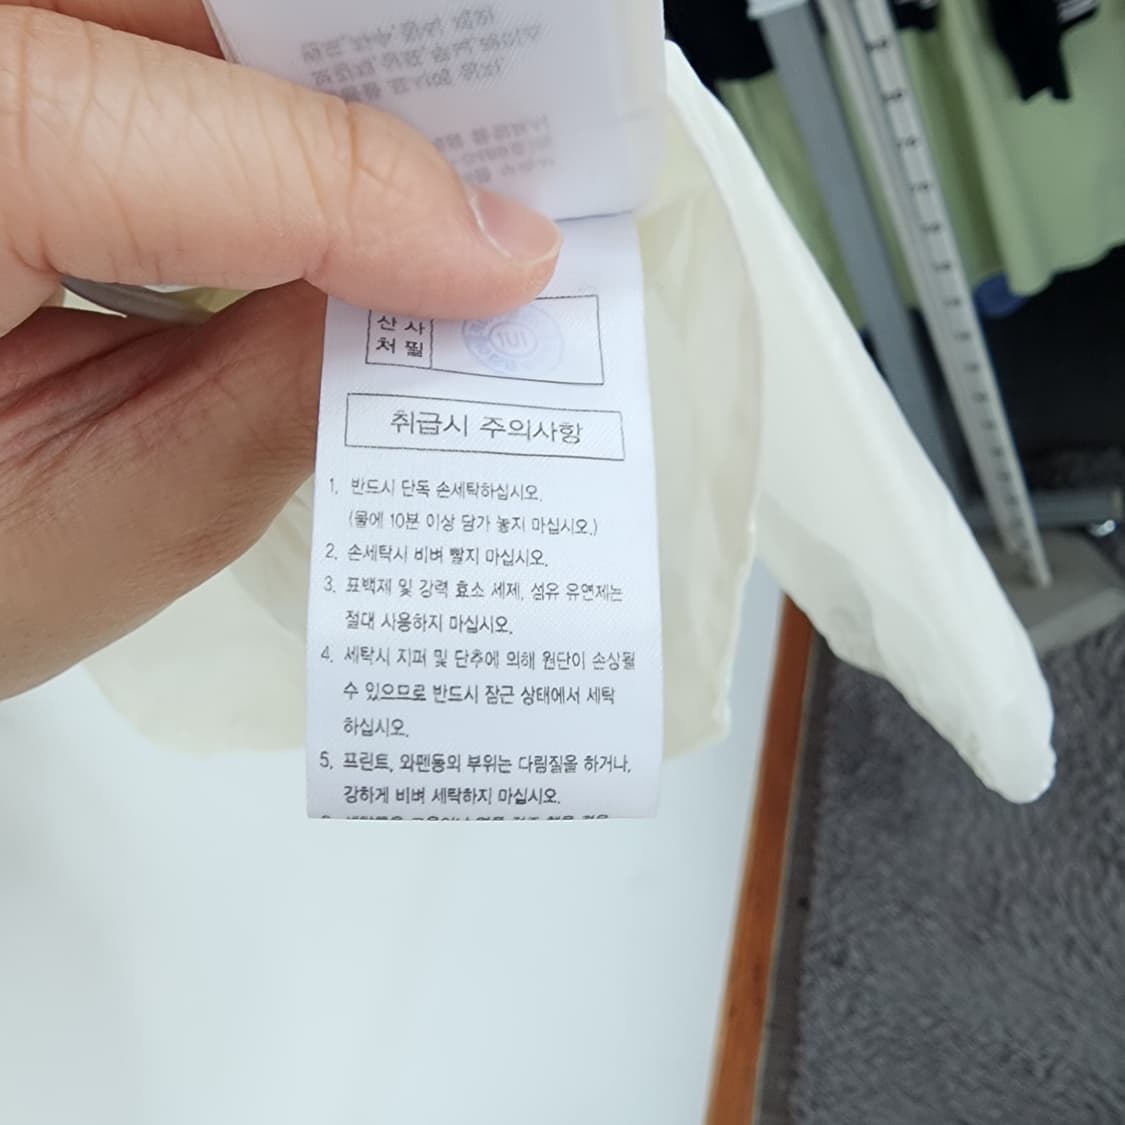 산 사
처 필
취급시 주의사항
1. 반드시 단독 손세탁하십시오.
(물에 10분 이상 담가 놓지 마십시오.)
2. 손세탁시 비벼 빨지 마십시오.
3. 표백제 및 강력 효소 세제, 섬유 유연제는
절대 사용하지 마십시오.
4. 세탁시 지퍼 및 단추에 의해 원단이 손상될
수 있으므로 반드시 잠근 상태에서 세탁
하십시오.
5. 프린트, 와펜등의 부위는 다림질을 하거나,
강하게 비벼 세탁하지 마십시오.